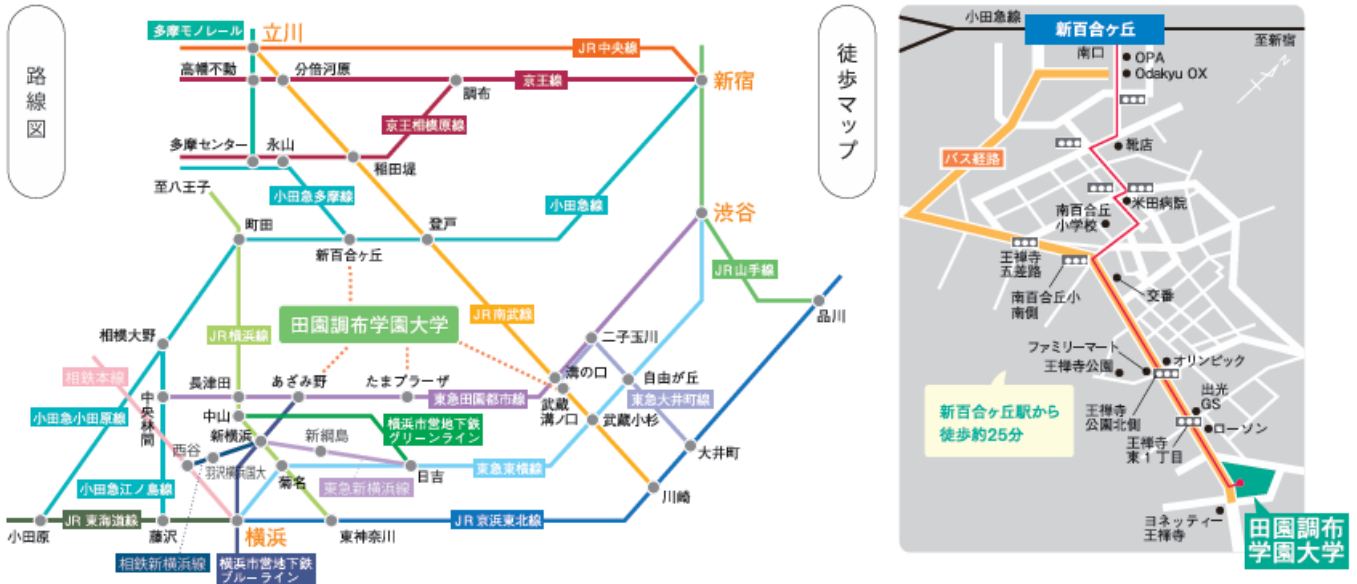 路線図
多摩モノレール
立川
JR中央線
高幡不動
分倍河原
京王線
新宿
調布
京王相模原線
多摩センター
永山
稲田堤
至八王子
小田急多摩線
小田急線
渋谷
町田
登戸
新百合ヶ丘
JR山手線
田園調布学園大学
JR南武線
品川
JR横浜線
相模大野
二子玉川
相鉄本線
長津田
あざみ野
たまプラーザ
溝の口
自由が丘
東急田園都市線
東急大井町線
小田急小田原線
中央林間
中山
横浜市営地下鉄
グリーンライン
武蔵
溝ノ口
武蔵小杉
新横浜
新綱島
西谷
羽沢横浜国大
大井町
日吉
東急東横線
菊名
東急新横浜線
小田急江ノ島線
川崎
JR東海道線
JR京浜東北線
小田原
藤沢
横浜
東神奈川
相鉄新横浜線
横浜市営地下鉄
ブルーライン
徒歩マップ
小田急線
新百合ヶ丘
至新宿
南口
OPA
Odakyu OX
靴店
バス経路
米田病院
南百合丘
小学校
王禅寺
五差路
南百合丘小
南側
交番
ファミリーマート
オリンピック
王禅寺公園
出光
GS
王禅寺
公園北側
ローソン
新百合ヶ丘駅から
徒歩約25分
王禅寺
東1丁目
ヨネッティー
王禅寺
田園調布
学園大学